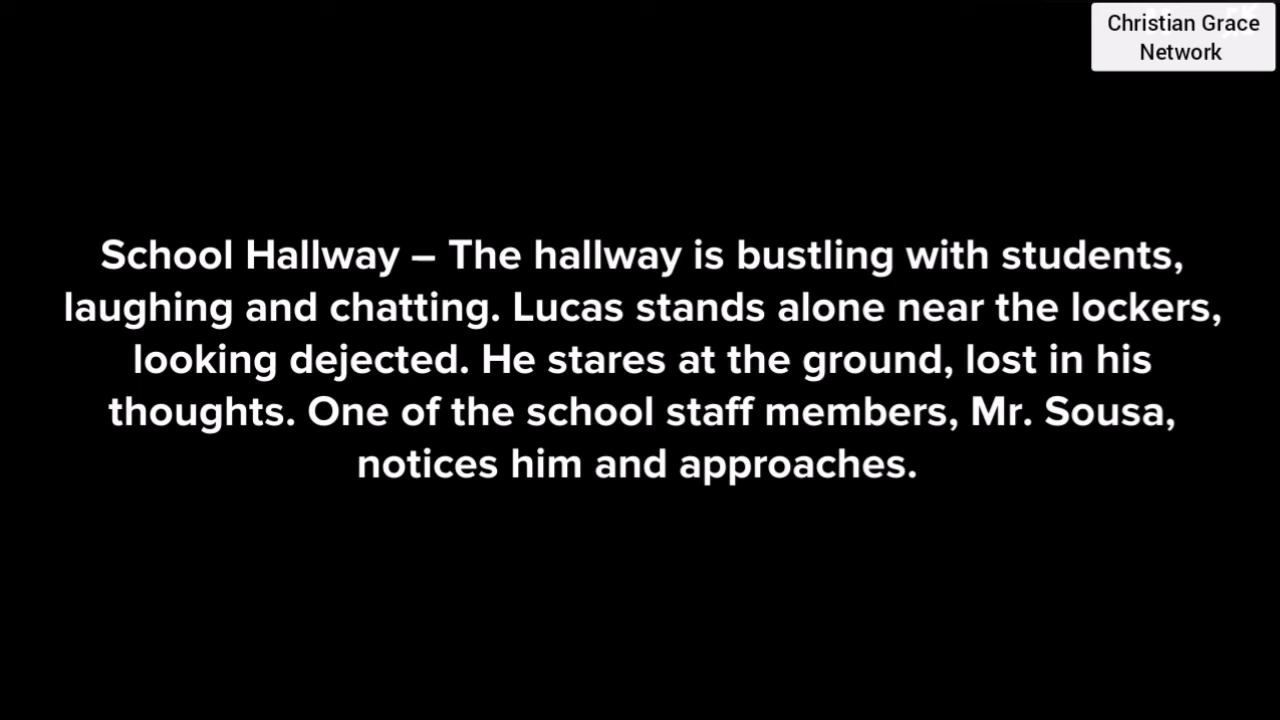 Christian Grace
Network
School Hallway – The hallway is bustling with students,
laughing and chatting. Lucas stands alone near the lockers,
looking dejected. He stares at the ground, lost in his
thoughts. One of the school staff members, Mr. Sousa,
notices him and approaches.